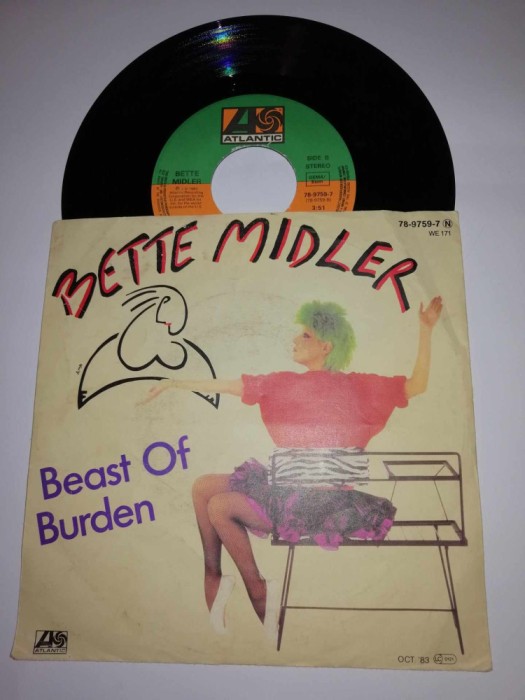 ATLANTIC
SIDE B
STEREO
BETTE
MIDLER
78-9759-7
3:51
78-9759-7 N
WE 171
BETTE MIDLER
Beast Of
Burden
ATLANTIC
OCT. '83